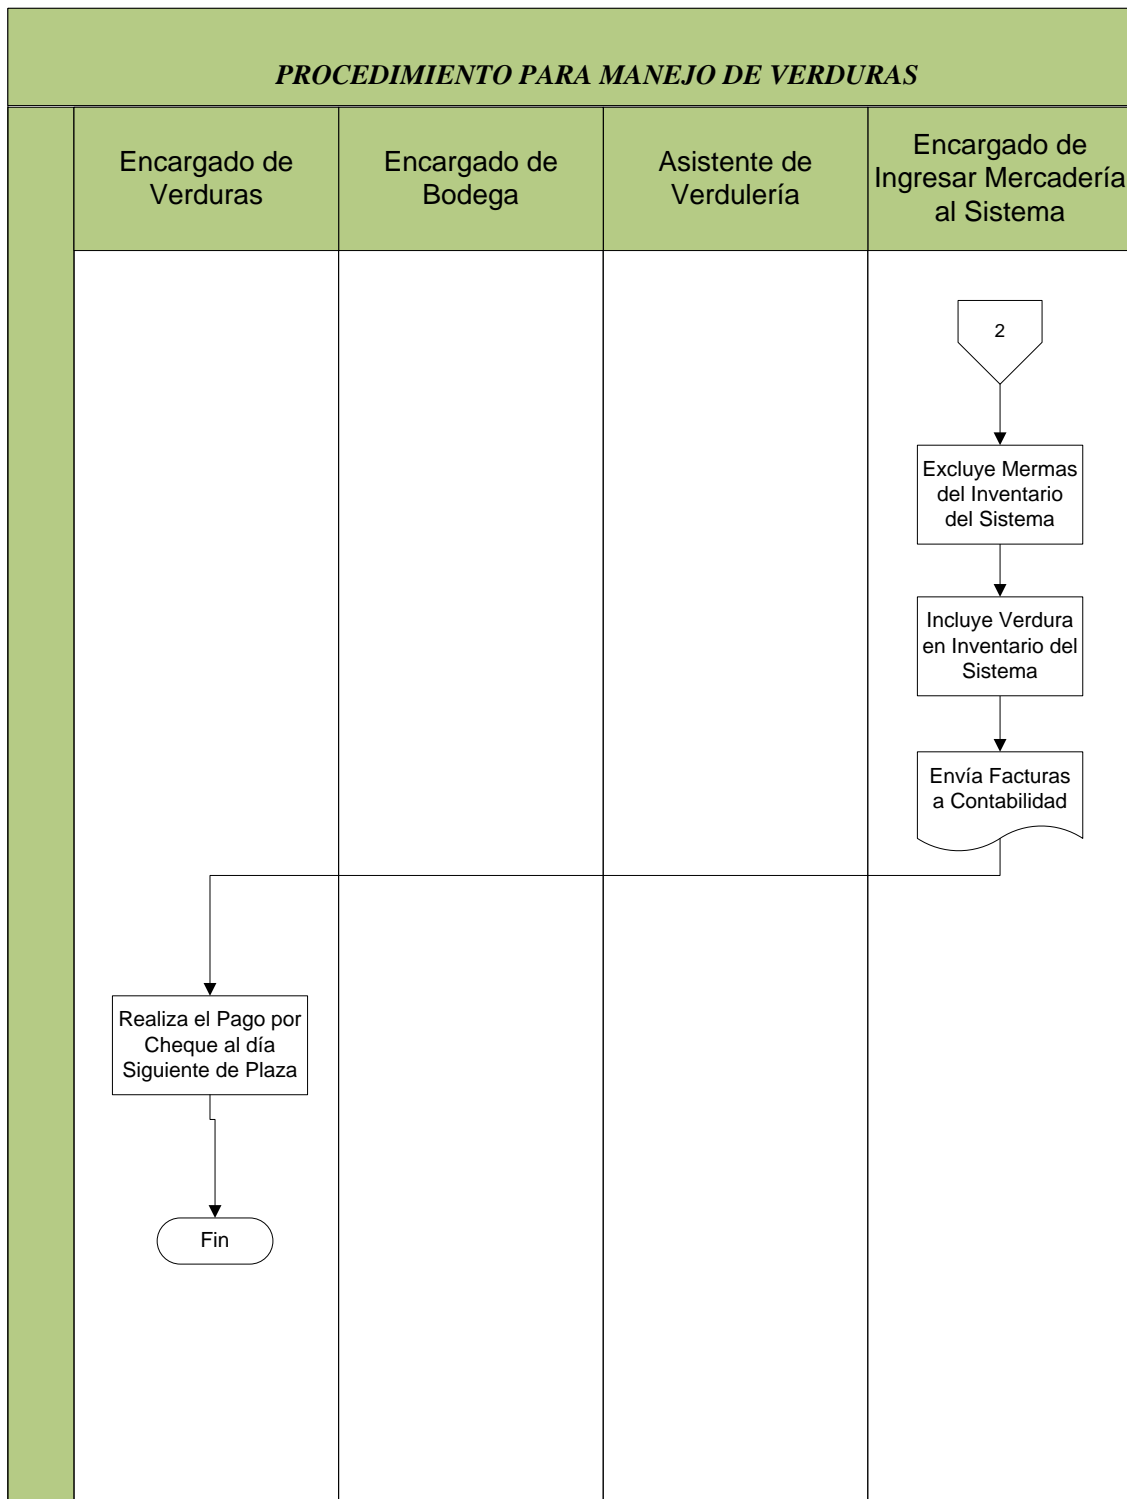 PROCEDIMIENTO PARA MANEJO DE VERDURAS
Encargado de
Verduras
Encargado de
Bodega
Asistente de
Verdulería
Encargado de
Ingresar Mercadería
al Sistema
2
Excluye Mermas
del Inventario
del Sistema
Incluye Verdura
en Inventario del
Sistema
Envía Facturas
a Contabilidad
Realiza el Pago por
Cheque al día
Siguiente de Plaza
Fin